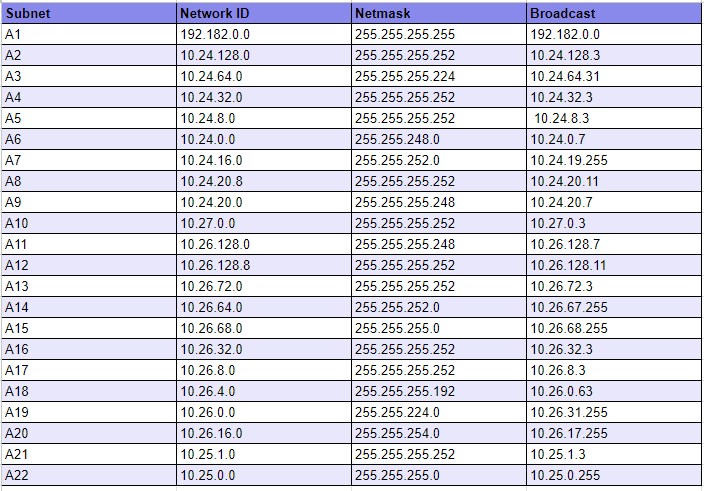 Subnet Network ID Netmask Broadcast
A1 192.182.0.0 255.255.255.255 192.182.0.0
A2 10.24.128.0 255.255.255.252 10.24.128.3
A3 10.24.64.0 255.255.255.224 10.24.64.31
A4 10.24.32.0 255.255.255.252 10.24.32.3
A5 10.24.8.0 255.255.255.252 10.24.8.3
A6 10.24.0.0 255.255.248.0 10.24.0.7
A7 10.24.16.0 255.255.252.0 10.24.19.255
A8 10.24.20.8 255.255.255.252 10.24.20.11
A9 10.24.20.0 255.255.255.248 10.24.20.7
A10 10.27.0.0 255.255.255.252 10.27.0.3
A11 10.26.128.0 255.255.255.248 10.26.128.7
A12 10.26.128.8 255.255.255.252 10.26.128.11
A13 10.26.72.0 255.255.255.252 10.26.72.3
A14 10.26.64.0 255.255.252.0 10.26.67.255
A15 10.26.68.0 255.255.255.0 10.26.68.255
A16 10.26.32.0 255.255.255.252 10.26.32.3
A17 10.26.8.0 255.255.255.252 10.26.8.3
A18 10.26.4.0 255.255.255.192 10.26.0.63
A19 10.26.0.0 255.255.224.0 10.26.31.255
A20 10.26.16.0 255.255.254.0 10.26.17.255
A21 10.25.1.0 255.255.255.252 10.25.1.3
A22 10.25.0.0 255.255.255.0 10.25.0.255